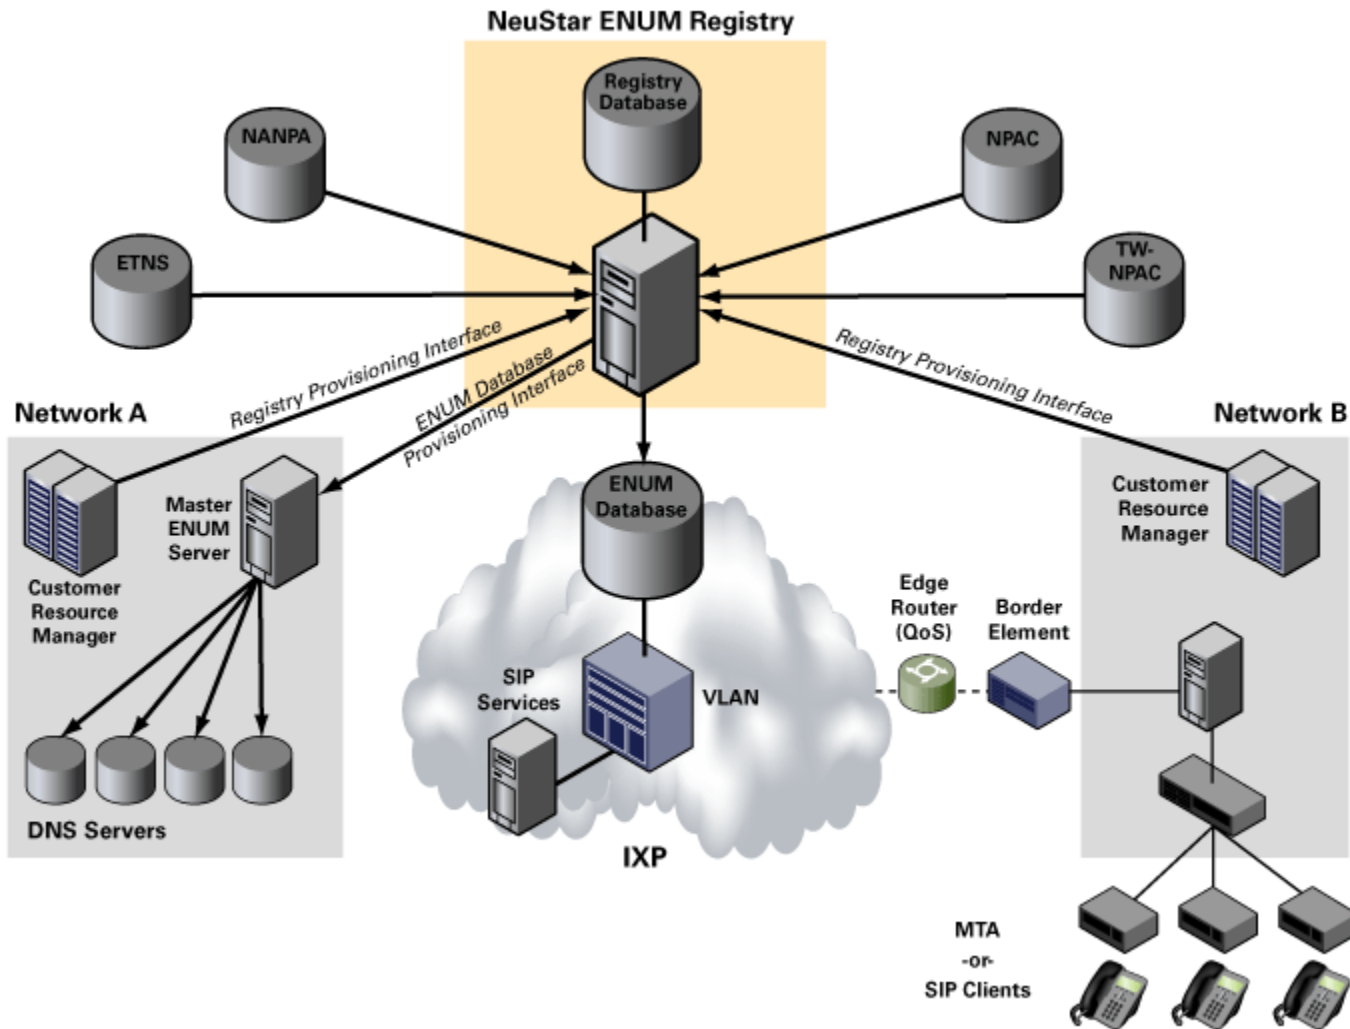 NeuStar ENUM Registry
Registry
Database
NANPA
NPAC
ETNS
TW-
NPAC
Registry Provisioning Interface
ENUM Database
Provisioning Interface
Registry Provisioning Interface
Network A
Network B
Master
ENUM
Server
Customer
Resource
Manager
DNS Servers
ENUM
Database
SIP
Services
VLAN
IXP
Edge
Router
(QoS)
Border
Element
Customer
Resource
Manager
MTA
-or-
SIP Clients